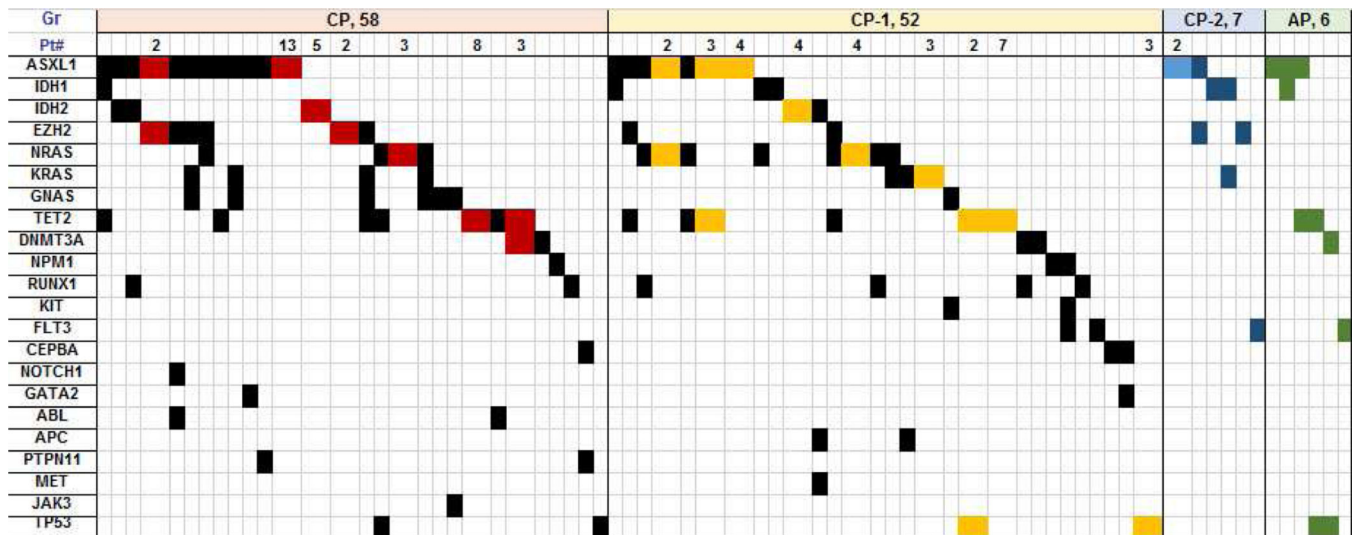 Gr CP, 58 CP-1, 52 CP-2, 7 AP, 6
Pt# 2 13 5 2 3 8 3 2 3 4 4 4 3 2 7 3 2
ASXL1
IDH1
IDH2
EZH2
NRAS
KRAS
GNAS
TET2
DNMT3A
NPM1
RUNX1
KIT
FLT3
CEPBA
NOTCH1
GATA2
ABL
APC
PTPN11
MET
JAK3
TP53